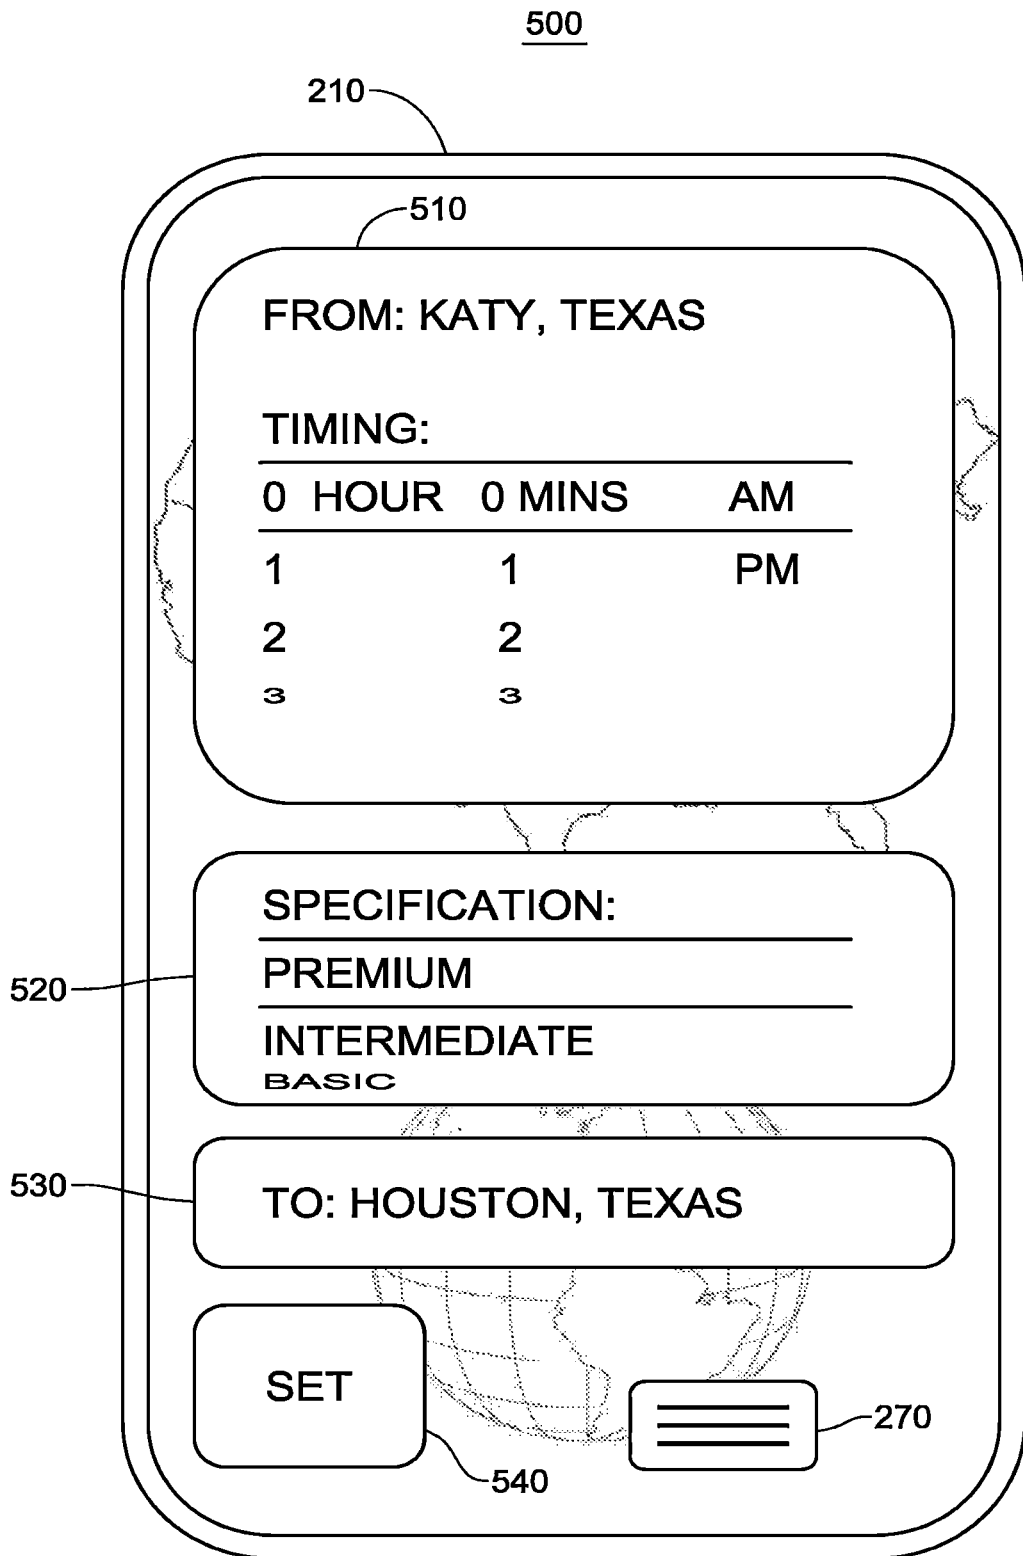 500
210
510
FROM: KATY, TEXAS
TIMING:
0 HOUR 0 MINS AM
1 1 PM
2 2
3 3
SPECIFICATION:
PREMIUM
520
INTERMEDIATE
BASIC
530
TO: HOUSTON, TEXAS
SET
270
540